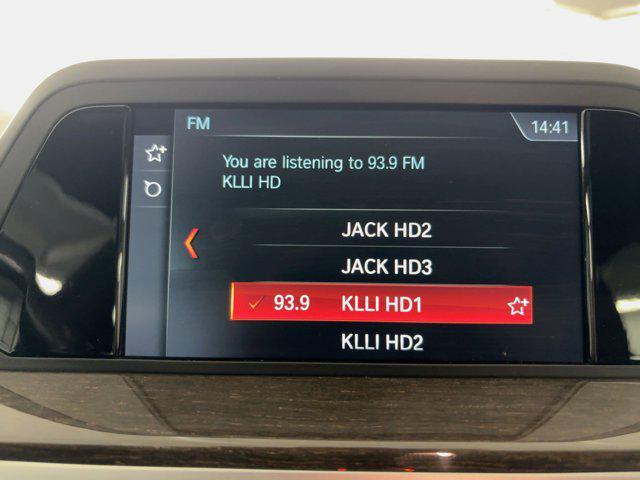 FM
14:41
You are listening to 93.9 FM
KLLI HD
JACK HD2
JACK HD3
93.9 KLLI HD1
KLLI HD2